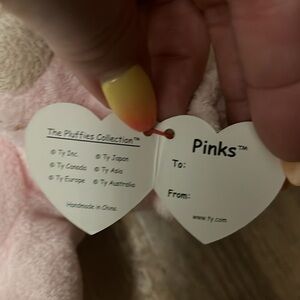 The Pluffies Collection™
© Ty Inc. © Ty Japan
© Ty Canada © Ty Asia
© Ty Europe © Ty Australia
Handmade in China
Pinks™
To:
From:
www.ty.com